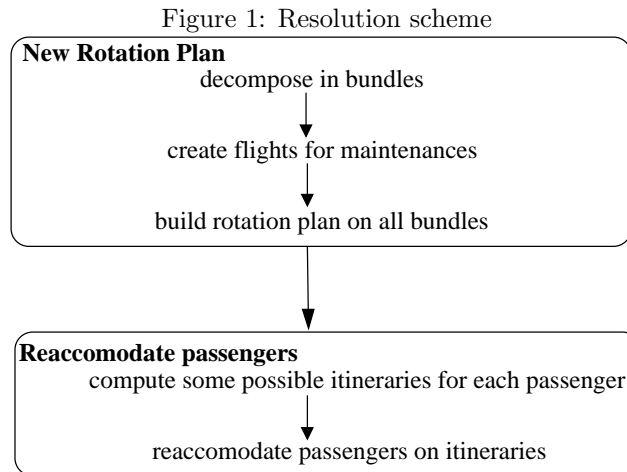 Figure 1: Resolution scheme
New Rotation Plan
decompose in bundles
create flights for maintenances
build rotation plan on all bundles
Reaccomodate passengers
compute some possible itineraries for each passenger
reaccomodate passengers on itineraries